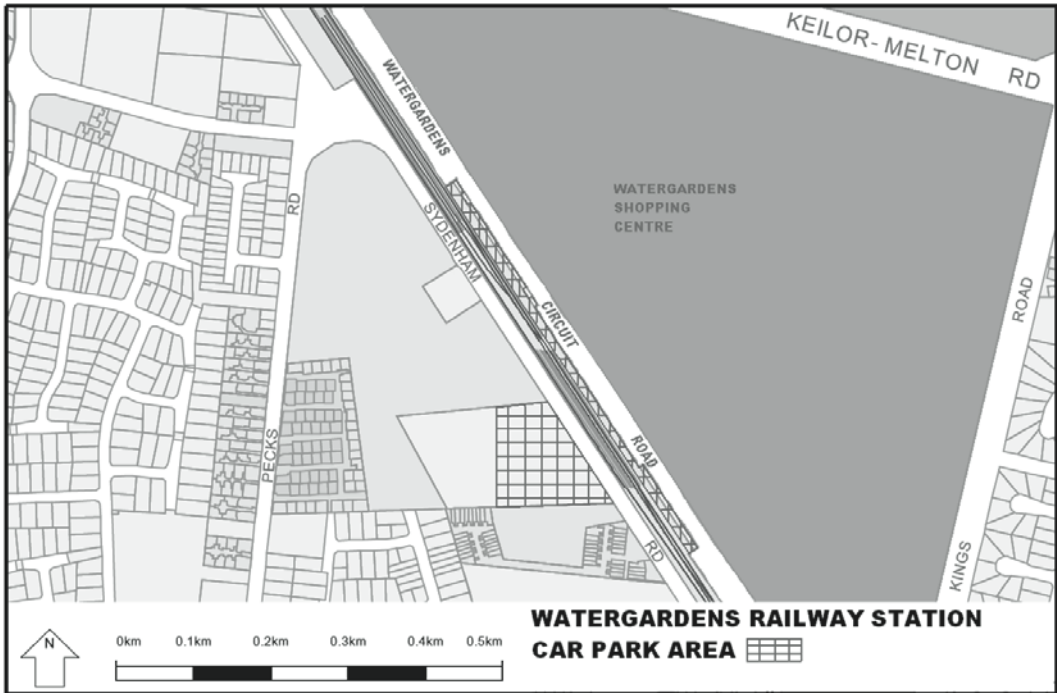 KEILOR-MELTON RD
WATERGARDENS
WATERGARDENS
SHOPPING
CENTRE
RD
SYDENHAM
CIRCUIT
ROAD
ROAD
PECKS
RD
KINGS
N
0km 0.1km 0.2km 0.3km 0.4km 0.5km
WATERGARDENS RAILWAY STATION
CAR PARK AREA